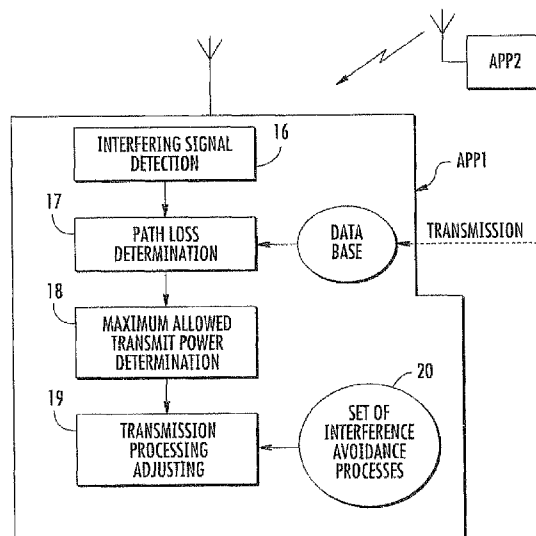 APP2
INTERFERING SIGNAL
DETECTION
16
APP1
17
PATH LOSS
DETERMINATION
DATA
BASE
TRANSMISSION
18
MAXIMUM ALLOWED
TRANSMIT POWER
DETERMINATION
19
TRANSMISSION
PROCESSING
ADJUSTING
20
SET OF
INTERFERENCE
AVOIDANCE
PROCESSES